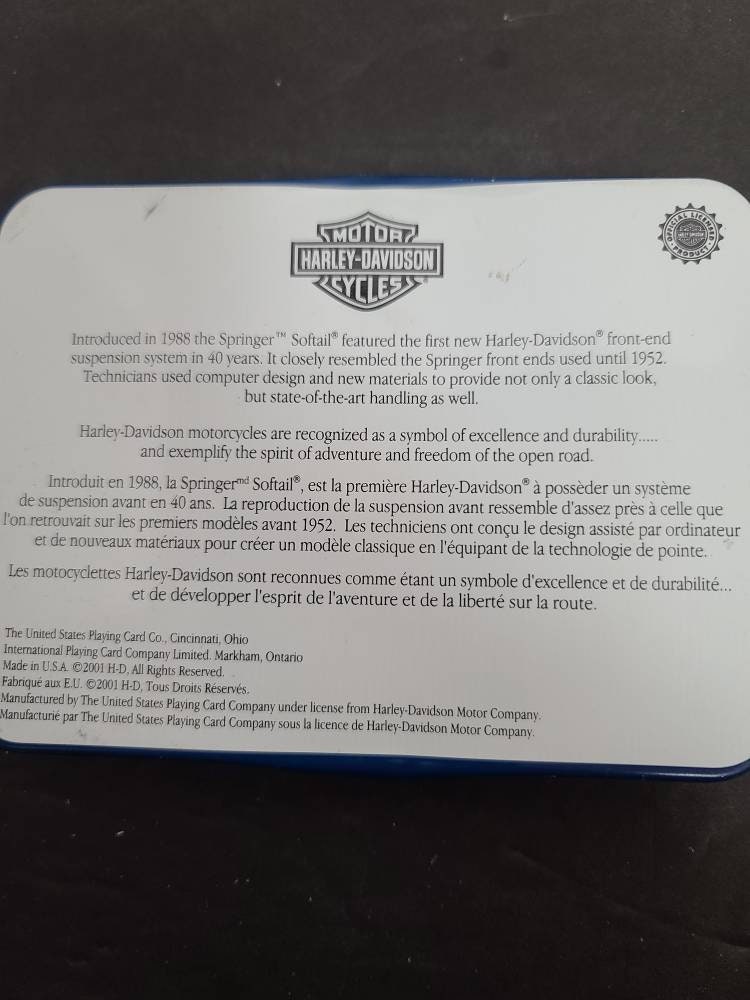 MOTOR
HARLEY-DAVIDSON
CYCLES
OFFICIAL LICENSED
PRODUCT
Introduced in 1988 the Springer™ Softail® featured the first new Harley-Davidson® front-end
suspension system in 40 years. It closely resembled the Springer front ends used until 1952.
Technicians used computer design and new materials to provide not only a classic look,
but state-of-the-art handling as well.
Harley-Davidson motorcycles are recognized as a symbol of excellence and durability.....
and exemplify the spirit of adventure and freedom of the open road.
Introduit en 1988, la Springerᵐᵈ Softail®, est la première Harley-Davidson® à possèder un système
de suspension avant en 40 ans. La reproduction de la suspension avant ressemble d'assez près à celle que
l'on retrouvait sur les premiers modèles avant 1952. Les techniciens ont conçu le design assisté par ordinateur
et de nouveaux matériaux pour créer un modèle classique en l'équipant de la technologie de pointe.
Les motocyclettes Harley-Davidson sont reconnues comme étant un symbole d'excellence et de durabilité...
et de développer l'esprit de l'aventure et de la liberté sur la route.
The United States Playing Card Co., Cincinnati, Ohio
International Playing Card Company Limited. Markham, Ontario
Made in U.S.A. ©2001 H-D, All Rights Reserved.
Fabriqué aux E.U. ©2001 H-D, Tous Droits Réservés.
Manufactured by The United States Playing Card Company under license from Harley-Davidson Motor Company.
Manufacturié par The United States Playing Card Company sous la licence de Harley-Davidson Motor Company.